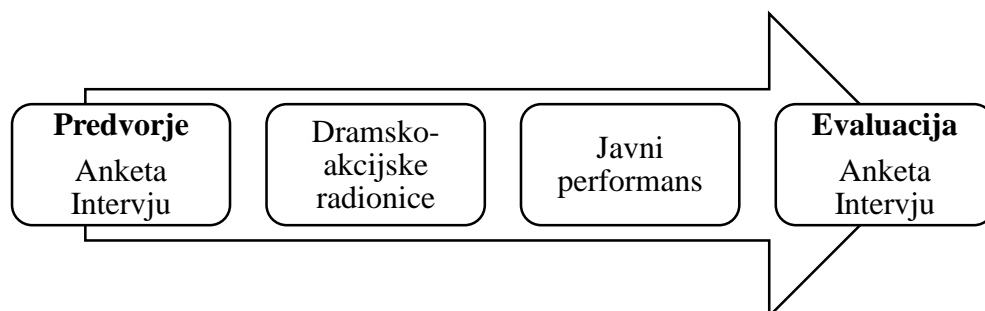 Predvorje
Anketa
Intervju
Dramsko-
akcijske
radionice
Javni
performans
Evaluacija
Anketa
Intervju